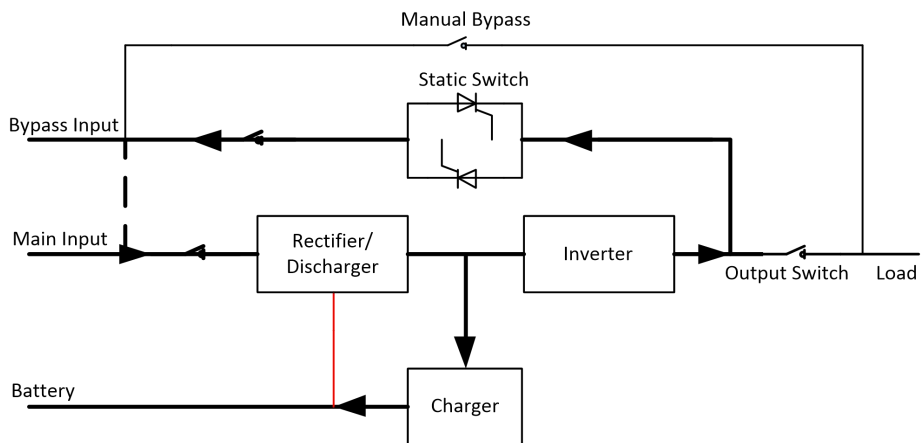 Manual Bypass
Static Switch
Bypass Input
Main Input
Rectifier/
Discharger
Inverter
Output Switch
Load
Battery
Charger